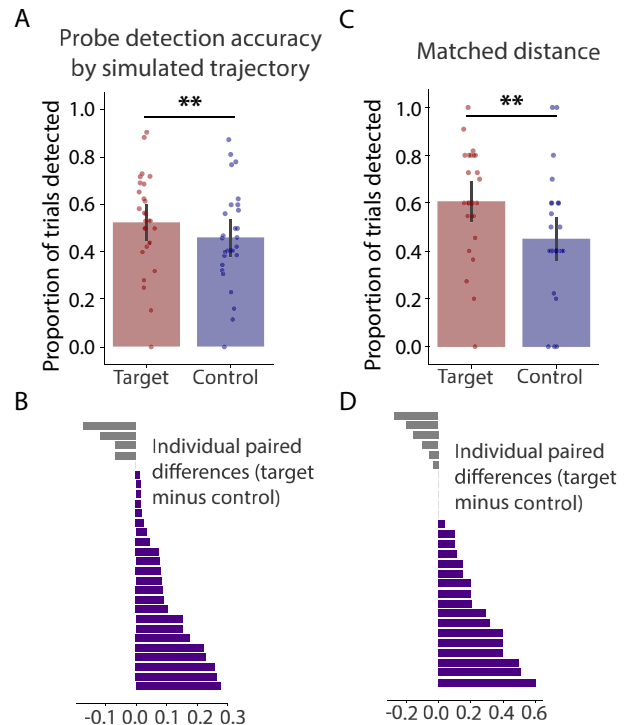 A
Probe detection accuracy
by simulated trajectory
Proportion of trials detected
1.0
0.8
0.6
0.4
0.2
0.0
**
Target
Control
C
Matched distance
Proportion of trials detected
1.0
0.8
0.6
0.4
0.2
0.0
**
Target
Control
B
Individual paired
differences (target
minus control)
-0.1 0.0 0.1 0.2 0.3
D
Individual paired
differences (target
minus control)
-0.2 0.0 0.2 0.4 0.6